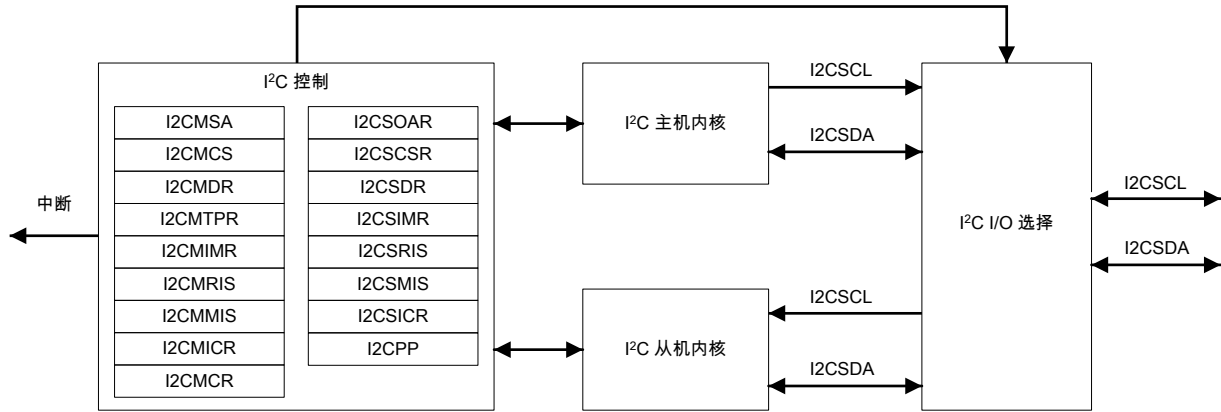 I²C 控制
I2CMSA
I2CMCS
I2CMDR
I2CMTPR
I2CMIMR
I2CMRIS
I2CMMIS
I2CMICR
I2CMCR
I2CSOAR
I2CSCSR
I2CSDR
I2CSIMR
I2CSRIS
I2CSMIS
I2CSICR
I2CPP
中断
I²C 主机内核
I²C 从机内核
I2CSCL
I2CSDA
I2CSCL
I2CSDA
I²C I/O 选择
I2CSCL
I2CSDA